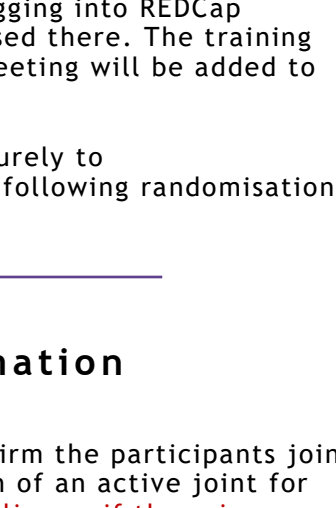 gging into REDCap
sed there. The training
eeting will be added to
urely to
following randomisation
nation
irm the participants join
n of an active joint for